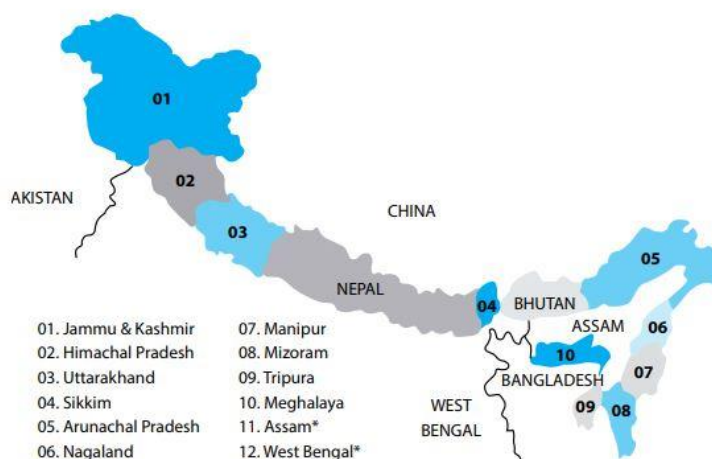 01
02
AKISTAN
CHINA
03
05
NEPAL
04
BHUTAN
ASSAM
06
10
07
BANGLADESH
09
08
WEST
BENGAL
01. Jammu & Kashmir
02. Himachal Pradesh
03. Uttarakhand
04. Sikkim
05. Arunachal Pradesh
06. Nagaland
07. Manipur
08. Mizoram
09. Tripura
10. Meghalaya
11. Assam*
12. West Bengal*